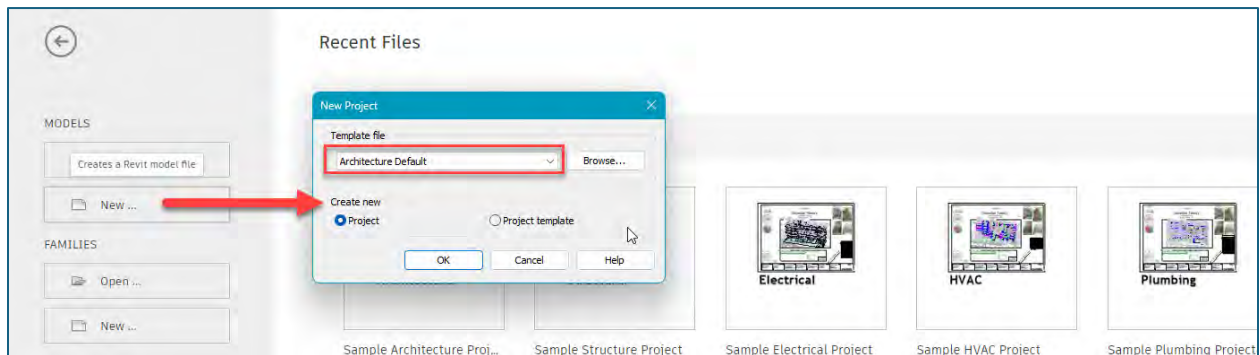 Recent Files
MODELS
Creates a Revit model file
New ...
FAMILIES
Open ...
New ...
New Project
Template file
Architecture Default
Browse...
Create new
Project
Project template
OK
Cancel
Help
Electrical
HVAC
Plumbing
Sample Architecture Proj...
Sample Structure Project
Sample Electrical Project
Sample HVAC Project
Sample Plumbing Project